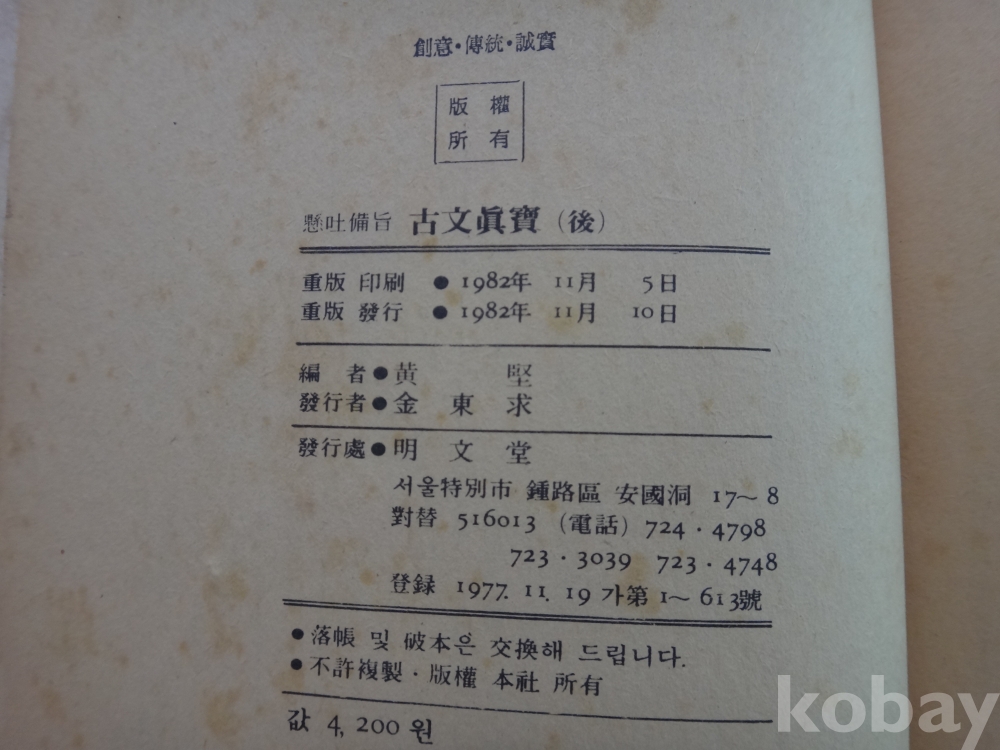 創意·傳統·誠實
版權
所有
懸吐備旨 古文眞寶 (後)
重版 印刷 ● 1982年 11月 5日
重版 發行 ● 1982年 11月 10日
編 者 ● 黃 堅
發行者 ● 金 東 求
發行處 ● 明 文 堂
서울特別市 鍾路區 安國洞 17~8
對替 516013 (電話) 724·4798
723·3039 723·4748
登録 1977. 11. 19 가第 1~613號
● 落帳 및 破本은 交換해 드립니다.
● 不許複製·版權 本社 所有
값 4,200원
kobay